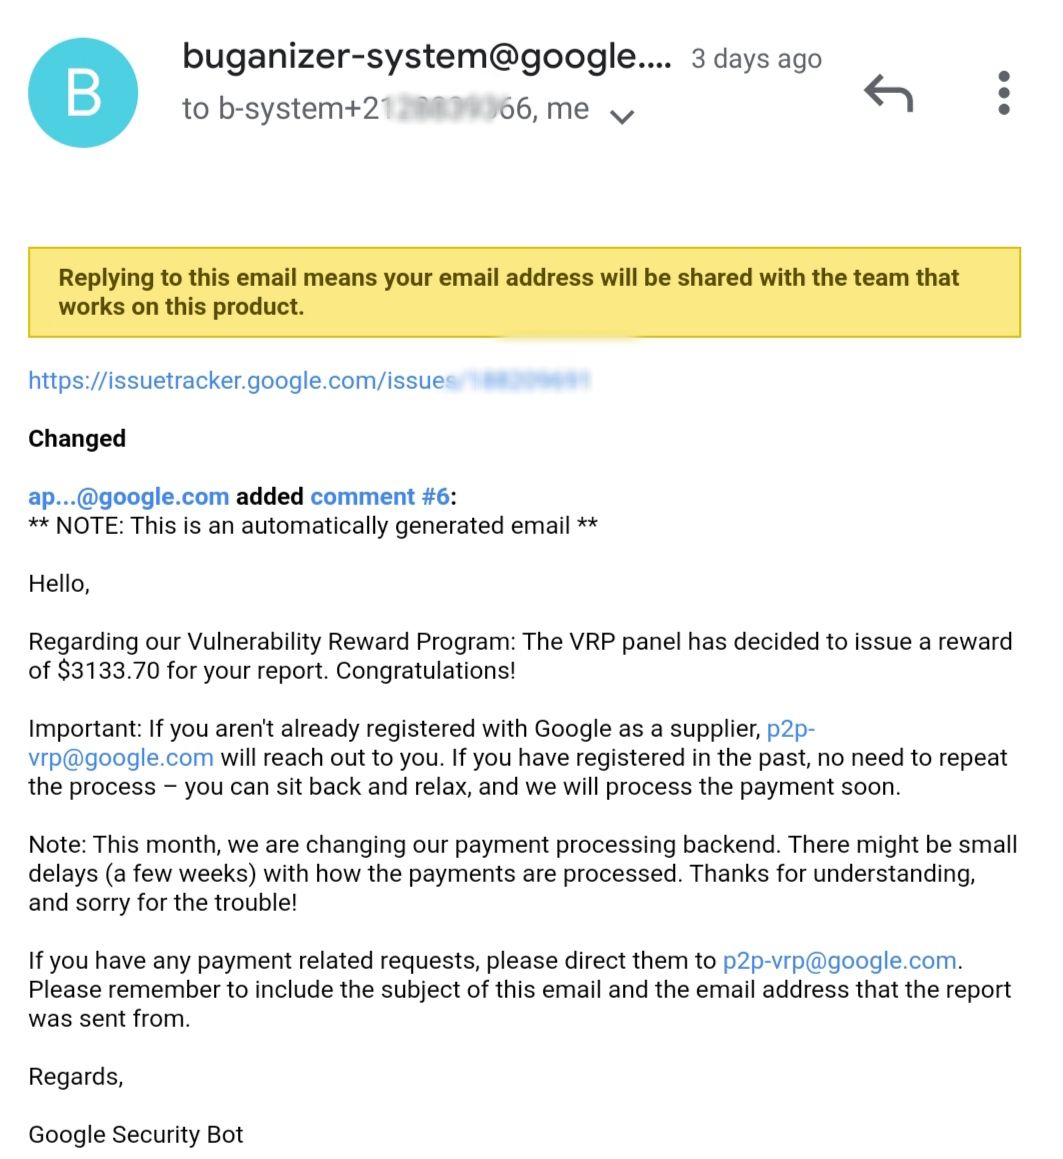 B
buganizer-system@google.... 3 days ago
to b-system+21 66, me
Replying to this email means your email address will be shared with the team that
works on this product.
https://issuetracker.google.com/issues/
Changed
ap...@google.com added comment #6:
** NOTE: This is an automatically generated email **
Hello,
Regarding our Vulnerability Reward Program: The VRP panel has decided to issue a reward
of $3133.70 for your report. Congratulations!
Important: If you aren't already registered with Google as a supplier, p2p-
vrp@google.com will reach out to you. If you have registered in the past, no need to repeat
the process – you can sit back and relax, and we will process the payment soon.
Note: This month, we are changing our payment processing backend. There might be small
delays (a few weeks) with how the payments are processed. Thanks for understanding,
and sorry for the trouble!
If you have any payment related requests, please direct them to p2p-vrp@google.com.
Please remember to include the subject of this email and the email address that the report
was sent from.
Regards,
Google Security Bot